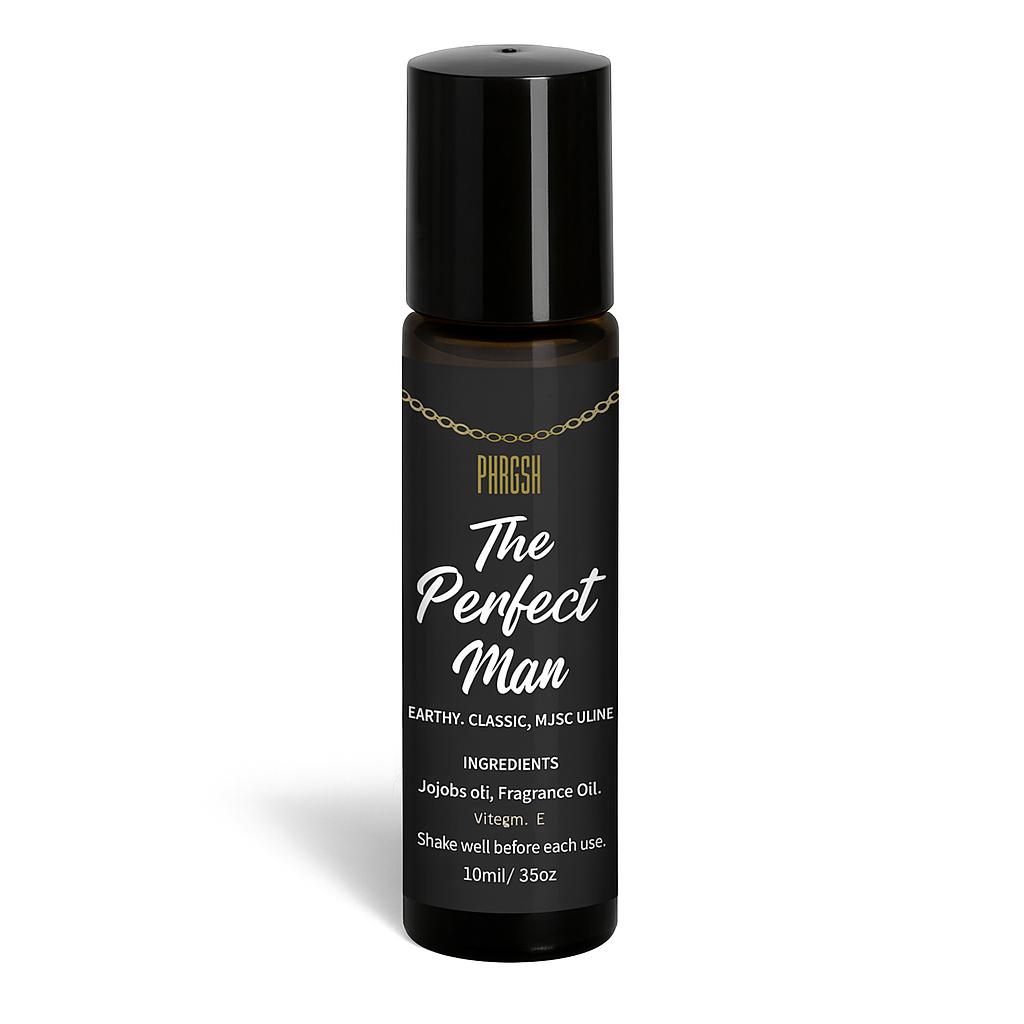 PHRGSH
The
Perfect
Man
EARTHY. CLASSIC, MJSC ULINE
INGREDIENTS
Jojobs oti, Fragrance Oil.
Vitegm. E
Shake well before each use.
10mil/ 35oz